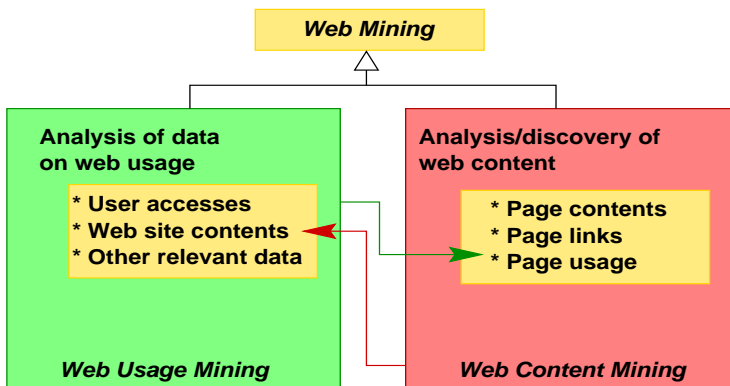 Web Mining
Analysis of data
on web usage
* User accesses
* Web site contents
* Other relevant data
Web Usage Mining
Analysis/discovery of
web content
* Page contents
* Page links
* Page usage
Web Content Mining